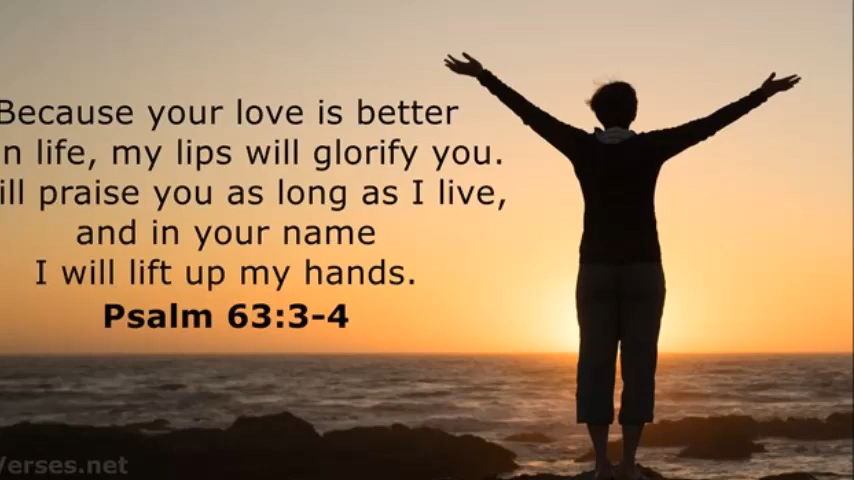 Because your love is better
n life, my lips will glorify you.
ill praise you as long as I live,
and in your name
I will lift up my hands.
Psalm 63:3-4
Verses.net